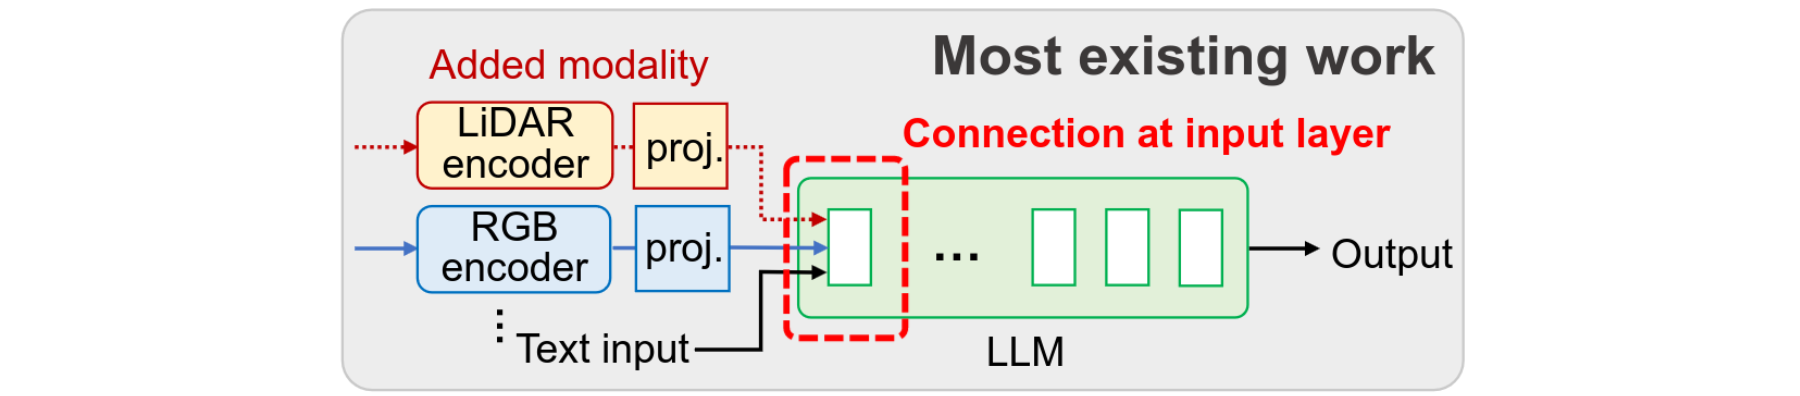 Most existing work
Added modality
LiDAR
encoder
proj.
Connection at input layer
RGB
encoder
proj.
...
Output
⋮
Text input
LLM